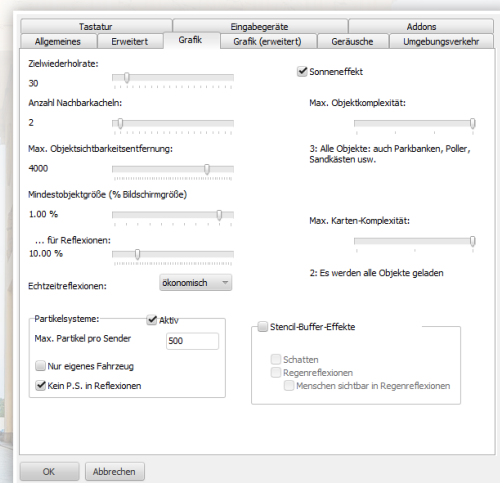 Tastatur
Eingabegeräte
Addons
Allgemeines
Erweitert
Grafik
Grafik (erweitert)
Geräusche
Umgebungsverkehr
Zielwiederholrate:
30
Anzahl Nachbarkacheln:
2
Max. Objektsichtbarkeitsentfernung:
4000
Mindestobjektgröße (% Bildschirmgröße)
1.00 %
... für Reflexionen:
10.00 %
Echtzeitreflexionen:
ökonomisch
Partikelsysteme:
Aktiv
Max. Partikel pro Sender
500
Nur eigenes Fahrzeug
Kein P.S. in Reflexionen
Sonneneffekt
Max. Objektkomplexität:
3: Alle Objekte: auch Parkbanken, Poller,
Sandkästen usw.
Max. Karten-Komplexität:
2: Es werden alle Objekte geladen
Stencil-Buffer-Effekte
Schatten
Regenreflexionen
Menschen sichtbar in Regenreflexionen
OK
Abbrechen